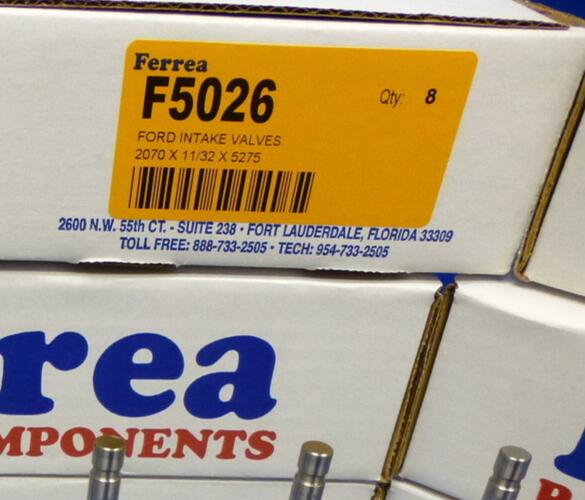 Ferrea
F5026
Qty: 8
FORD INTAKE VALVES
2070 X 11/32 X 5275
2600 N.W. 55th CT. - SUITE 238 • FORT LAUDERDALE, FLORIDA 33309
TOLL FREE: 888-733-2505 • TECH: 954-733-2505
rea
MPONENTS